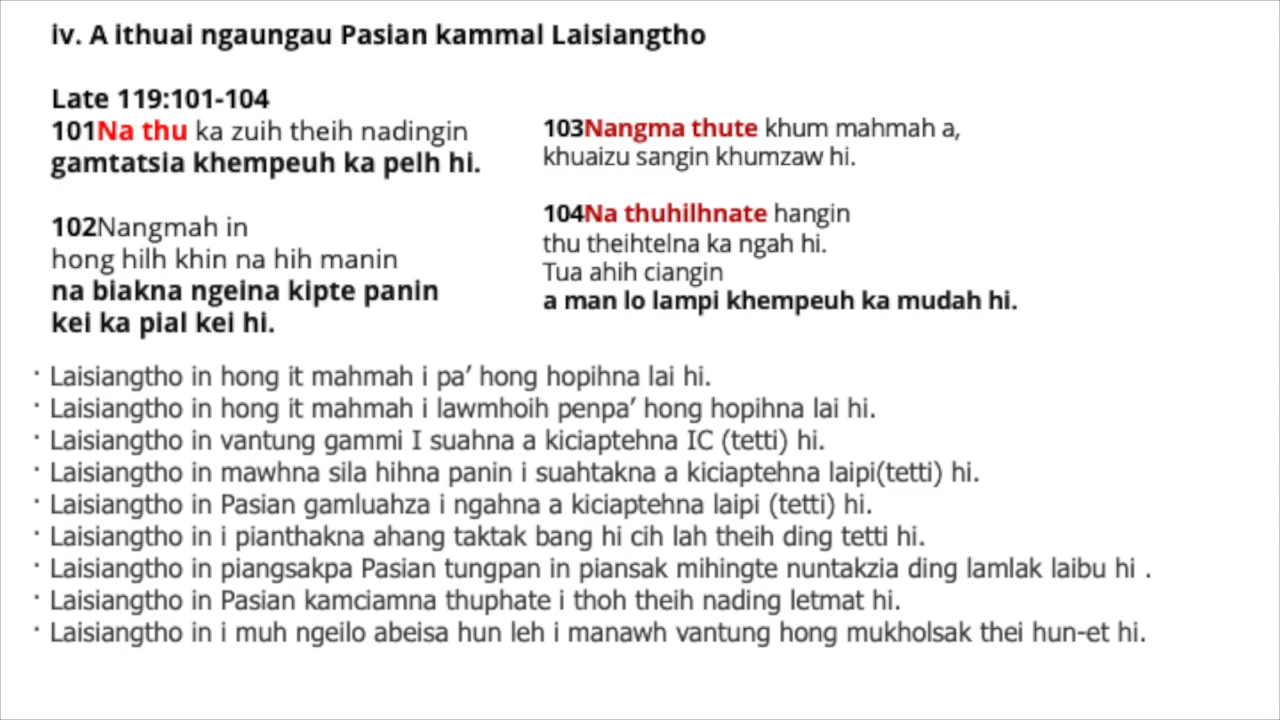 iv. A ithuai ngaungau Pasian kammal Laisiangtho
Late 119:101-104
101Na thu ka zuih theih nadingin
gamtatsia khempeuh ka pelh hi.
102Nangmah in
hong hilh khin na hih manin
na biakna ngeina kipte panin
kei ka pial kei hi.
103Nangma thute khum mahmah a,
khuaizu sangin khumzaw hi.
104Na thuhilhnate hangin
thu theihtelna ka ngah hi.
Tua ahih ciangin
a man lo lampi khempeuh ka mudah hi.
· Laisiangtho in hong it mahmah i pa’ hong hopihna lai hi.
· Laisiangtho in hong it mahmah i lawmhoih penpa’ hong hopihna lai hi.
· Laisiangtho in vantung gammi I suahna a kiciaptehna IC (tetti) hi.
· Laisiangtho in mawhna sila hihna panin i suahtakna a kiciaptehna laipi(tetti) hi.
· Laisiangtho in Pasian gamluahza i ngahna a kiciaptehna laipi (tetti) hi.
· Laisiangtho in i pianthakna ahang taktak bang hi cih lah theih ding tetti hi.
· Laisiangtho in piangsakpa Pasian tungpan in piansak mihingte nuntakzia ding lamlak laibu hi .
· Laisiangtho in Pasian kamciamna thuphate i thoh theih nading letmat hi.
· Laisiangtho in i muh ngeilo abeisa hun leh i manawh vantung hong mukholsak thei hun-et hi.